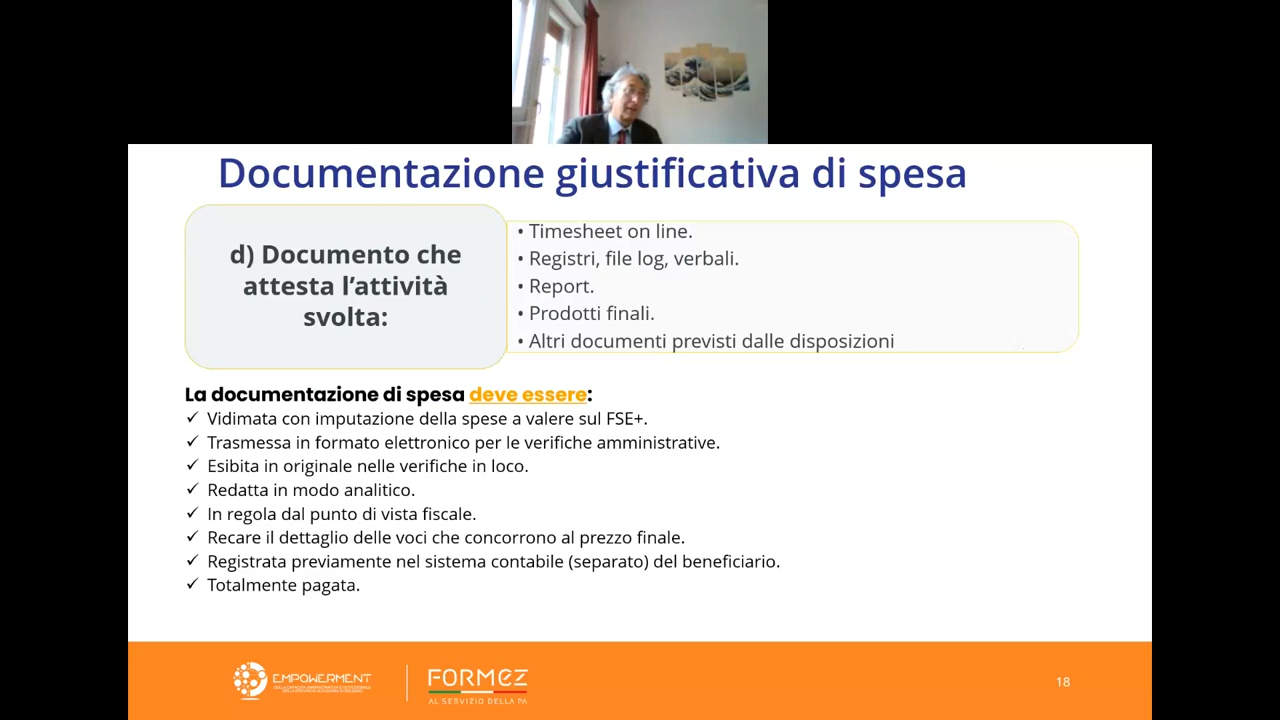 Documentazione giustificativa di spesa
d) Documento che
attesta l'attività
svolta:
• Timesheet on line.
• Registri, file log, verbali.
• Report.
• Prodotti finali.
• Altri documenti previsti dalle disposizioni
La documentazione di spesa deve essere:
✓ Vidimata con imputazione della spese a valere sul FSE+.
✓ Trasmessa in formato elettronico per le verifiche amministrative.
✓ Esibita in originale nelle verifiche in loco.
✓ Redatta in modo analitico.
✓ In regola dal punto di vista fiscale.
✓ Recare il dettaglio delle voci che concorrono al prezzo finale.
✓ Registrata previamente nel sistema contabile (separato) del beneficiario.
✓ Totalmente pagata.
EMPOWERMENT
FORMEZ
AL SERVIZIO DELLA PA
18